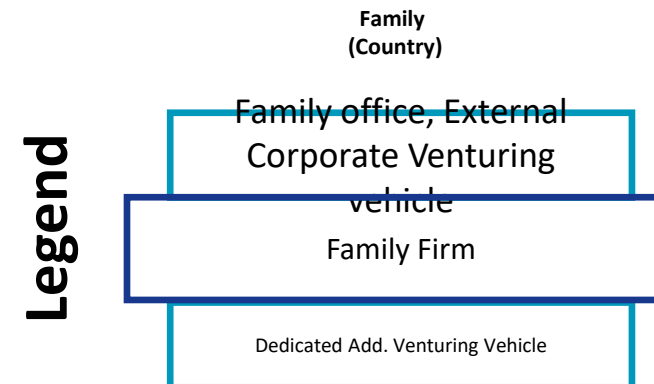 Family
(Country)
Legend
Family office, External
Corporate Venturing
vehicle
Family Firm
Dedicated Add. Venturing Vehicle